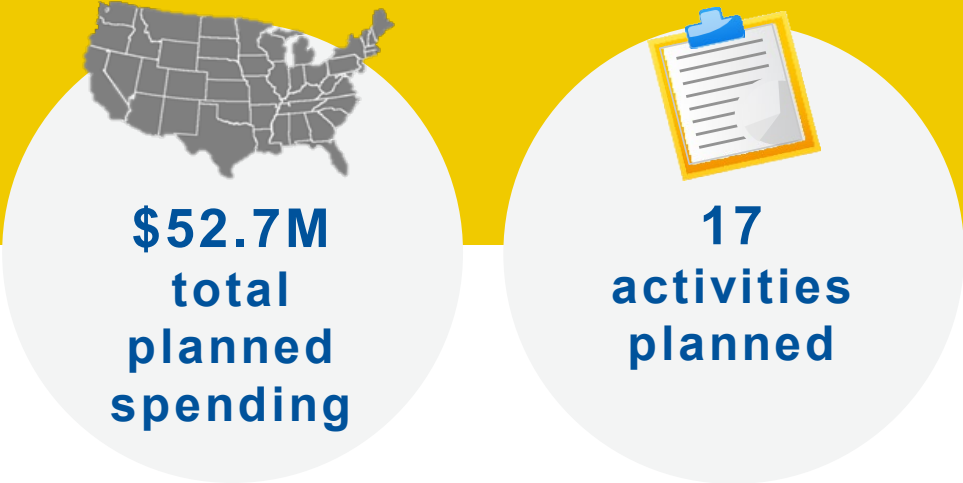 $52.7M
total
planned
spending
17
activities
planned